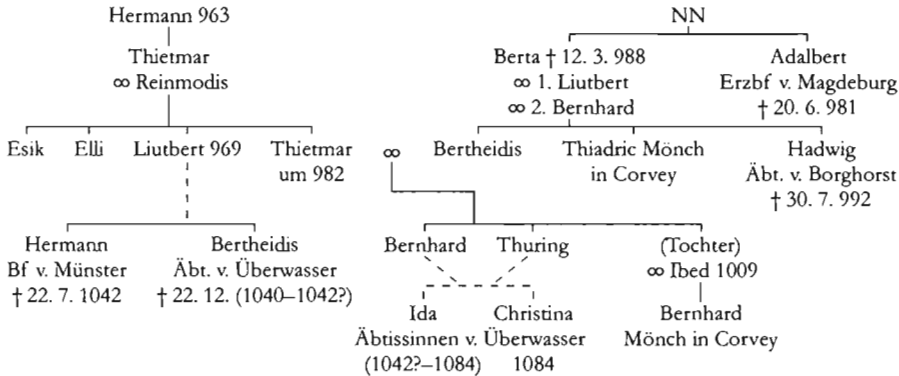 Hermann 963
NN
Thietmar
∞ Reinmodis
Berta † 12. 3. 988
∞ 1. Liutbert
∞ 2. Bernhard
Adalbert
Erzbf v. Magdeburg
† 20. 6. 981
Esik
Elli
Liutbert 969
Thietmar
um 982
∞
Bertheidis
Thiadric Mönch
in Corvey
Hadwig
Äbt. v. Borghorst
† 30. 7. 992
Hermann
Bf v. Münster
† 22. 7. 1042
Bertheidis
Äbt. v. Überwasser
† 22. 12. (1040–1042?)
Bernhard
Thuring
(Tochter)
∞ Ibed 1009
Ida
Christina
Äbtissinnen v. Überwasser
(1042?–1084)
1084
Bernhard
Mönch in Corvey